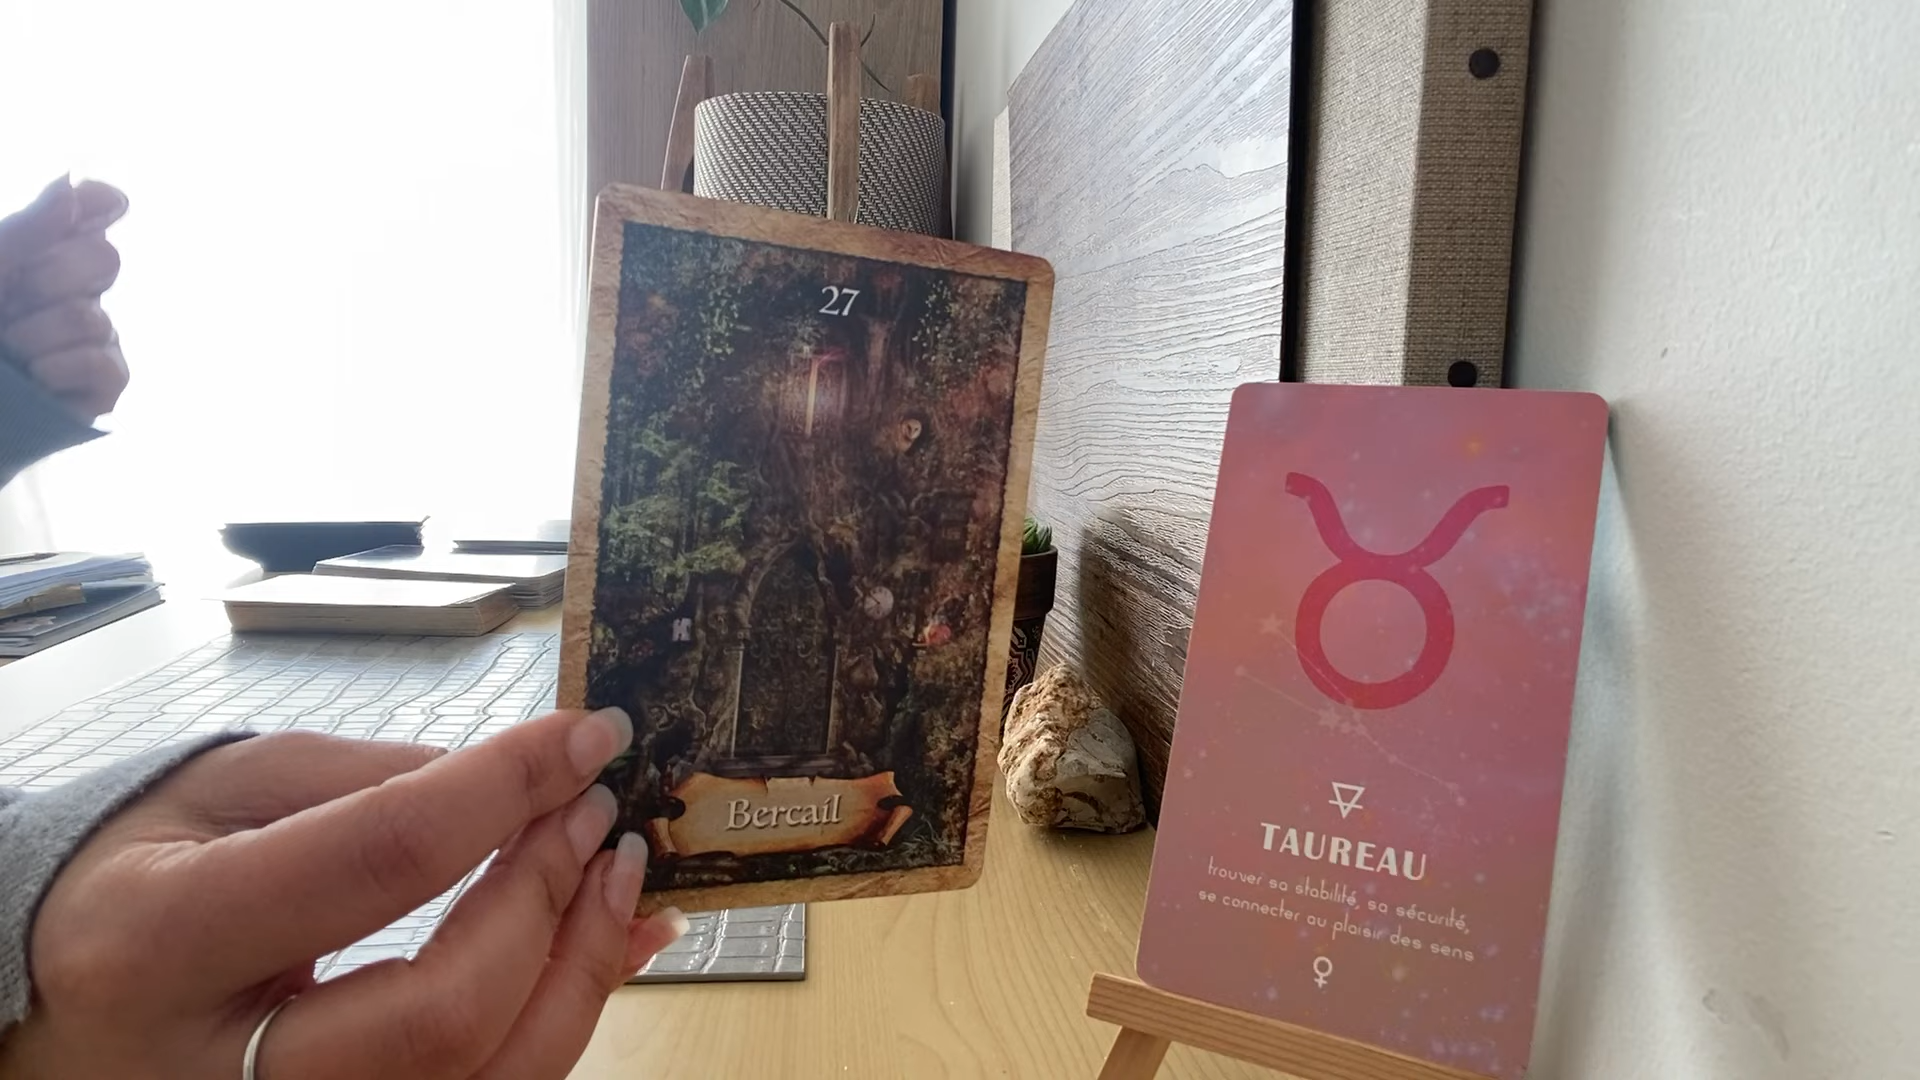 27
Bercail
TAUREAU
trouver sa stabilité, sa sécurité,
se connecter au plaisir des sens